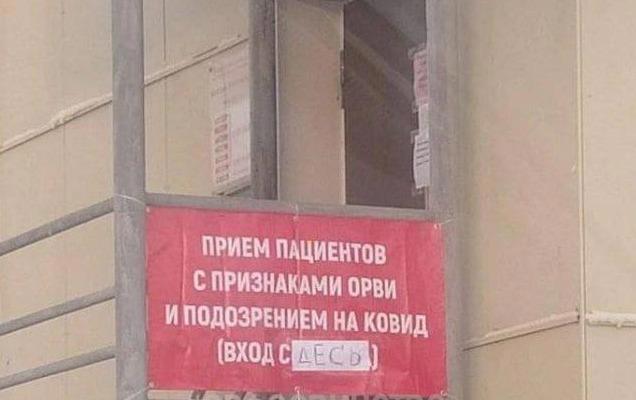 ПРИЕМ ПАЦИЕНТОВ
С ПРИЗНАКАМИ ОРВИ
И ПОДОЗРЕНИЕМ НА КОВИД
(ВХОД СДЕСЬ)